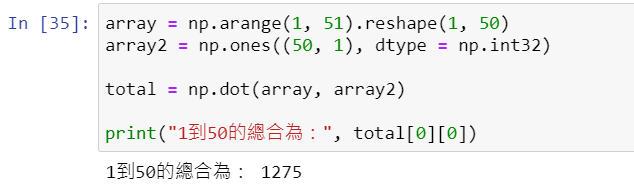 In [35]: array = np.arange(1, 51).reshape(1, 50)
array2 = np.ones((50, 1), dtype = np.int32)
total = np.dot(array, array2)
print("1到50的總合為：", total[0][0])
1到50的總合為： 1275